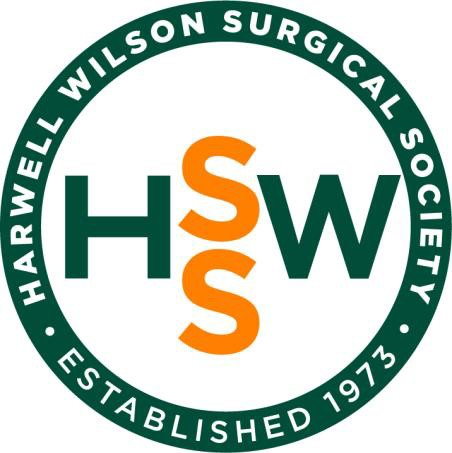 HARWELL WILSON SURGICAL SOCIETY
HSW
S
• ESTABLISHED 1973 •